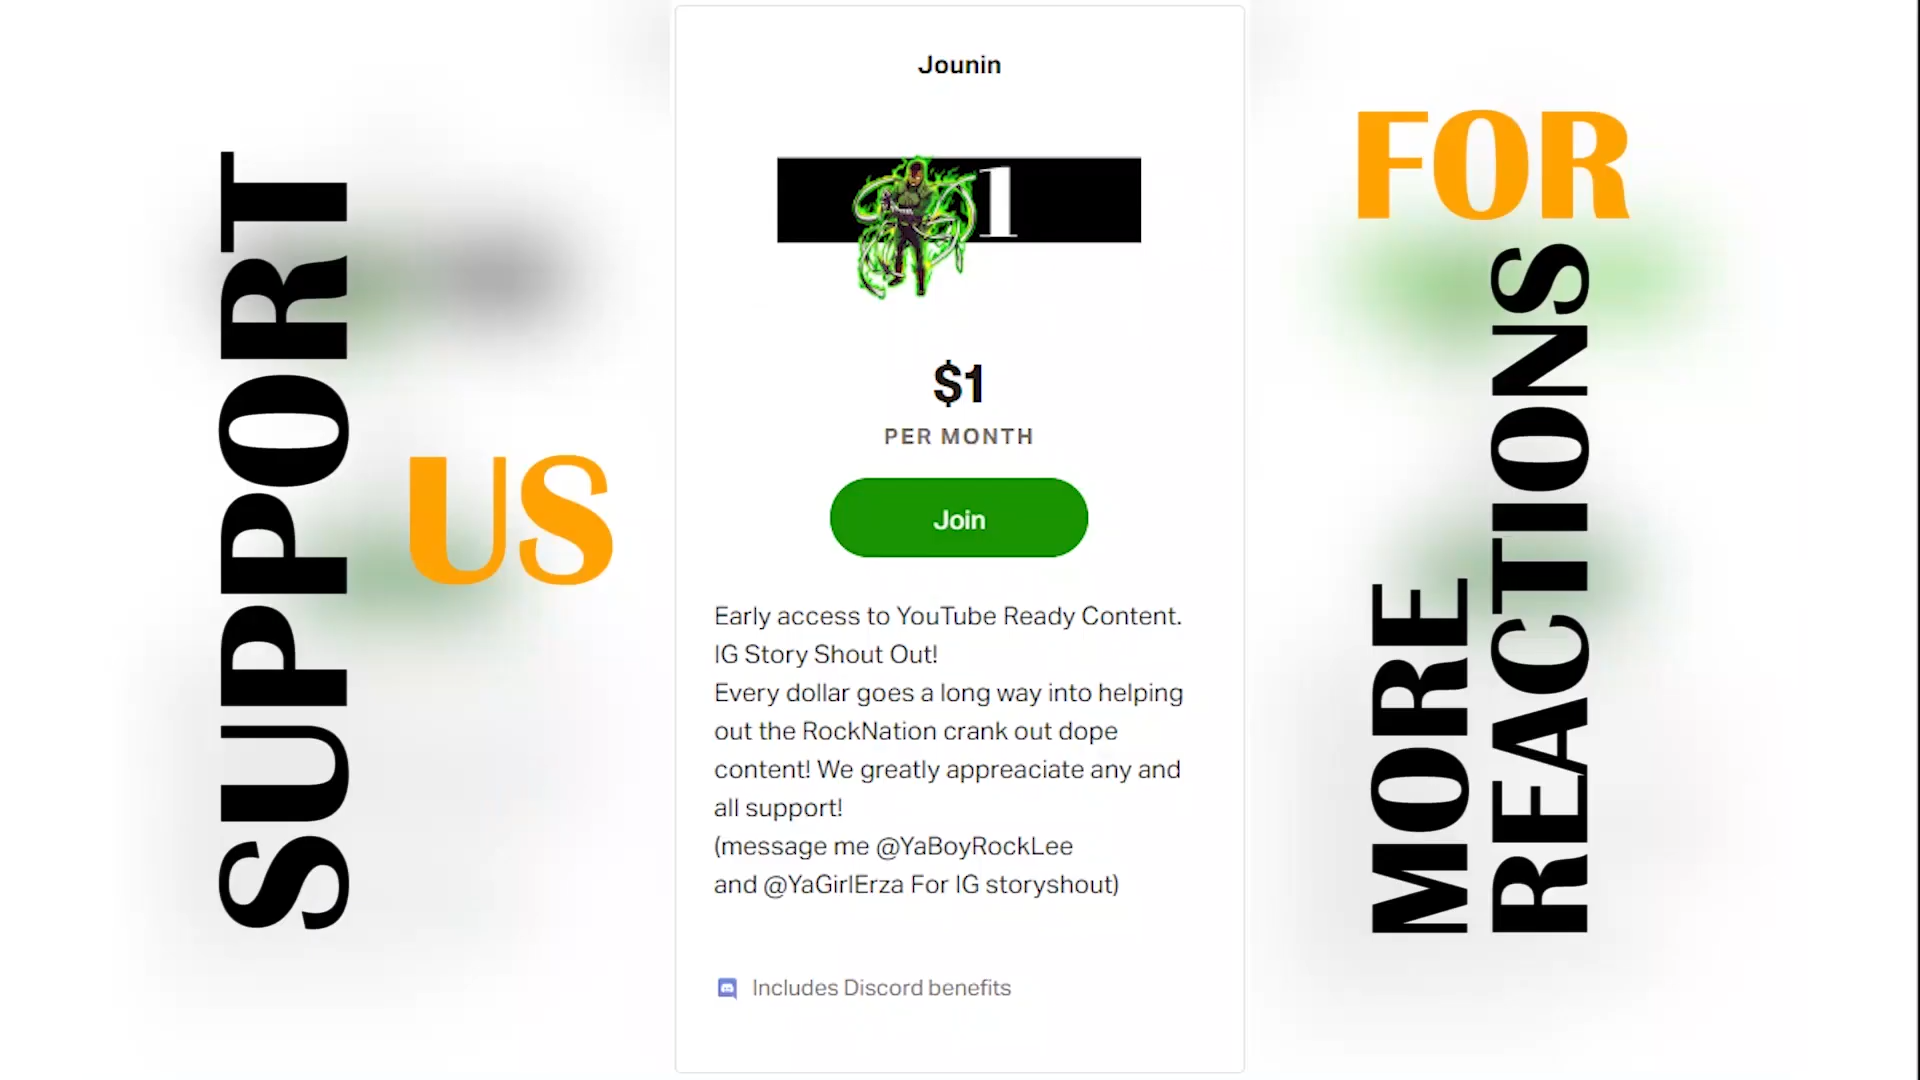 SUPPORT
US
Jounin
1
$1
PER MONTH
Join
Early access to YouTube Ready Content.
IG Story Shout Out!
Every dollar goes a long way into helping
out the RockNation crank out dope
content! We greatly appreaciate any and
all support!
(message me @YaBoyRockLee
and @YaGirlErza For IG storyshout)
Includes Discord benefits
FOR
MORE
REACTIONS